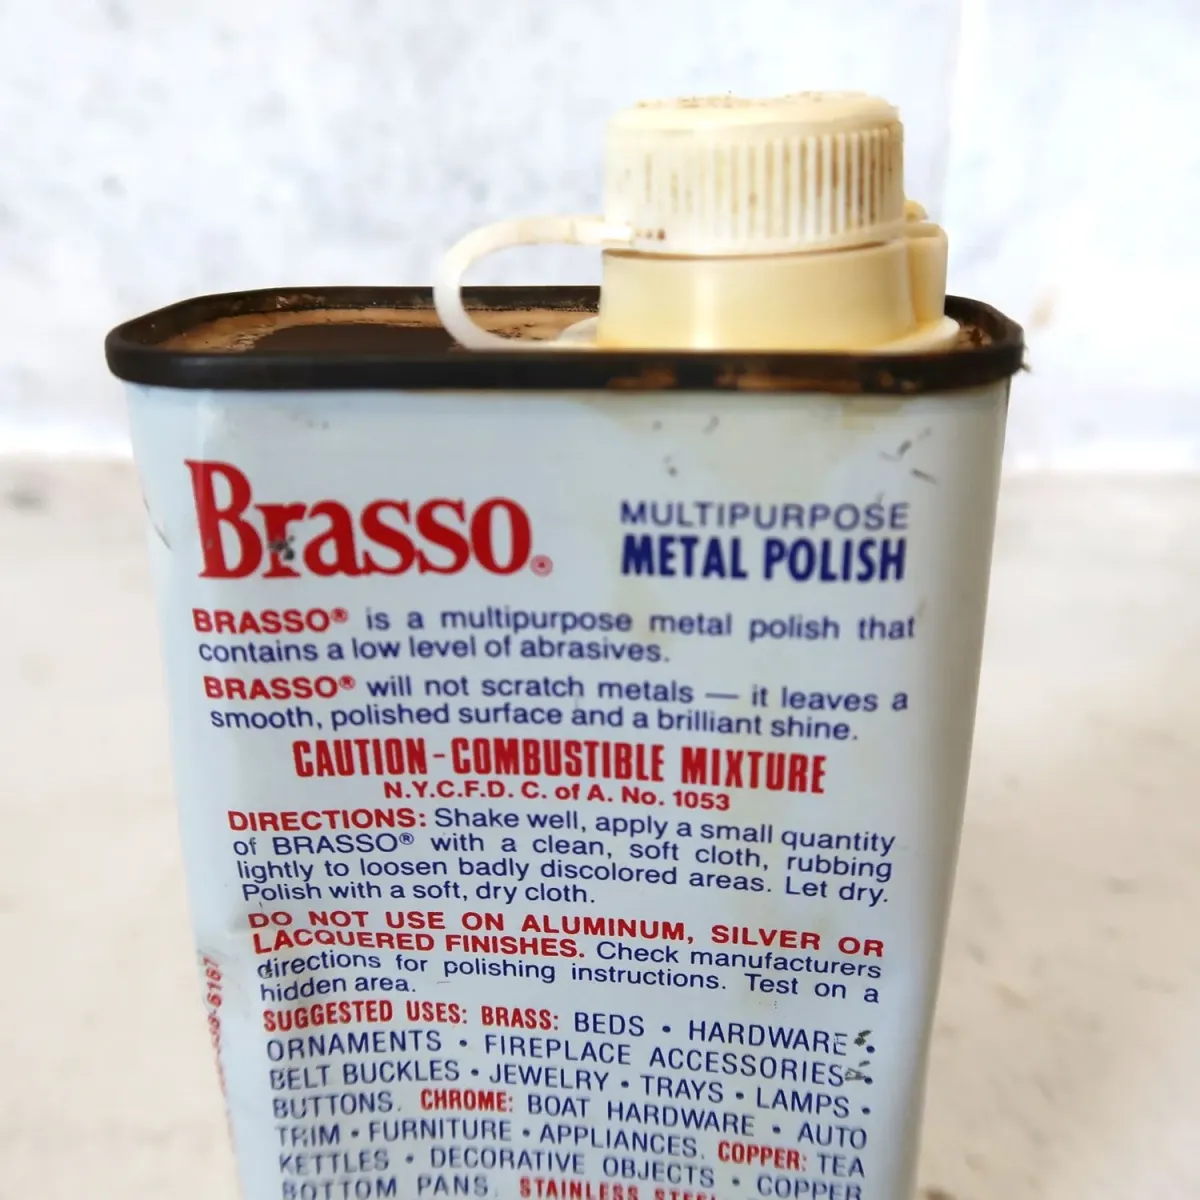 Brasso®
MULTIPURPOSE
METAL POLISH
BRASSO® is a multipurpose metal polish that
contains a low level of abrasives.
BRASSO® will not scratch metals — it leaves a
smooth, polished surface and a brilliant shine.
CAUTION - COMBUSTIBLE MIXTURE
N.Y.C.F.D. C. of A. No. 1053
DIRECTIONS: Shake well, apply a small quantity
of BRASSO® with a clean, soft cloth, rubbing
lightly to loosen badly discolored areas. Let dry.
Polish with a soft, dry cloth.
DO NOT USE ON ALUMINUM, SILVER OR
LACQUERED FINISHES. Check manufacturers
directions for polishing instructions. Test on a
hidden area.
SUGGESTED USES: BRASS: BEDS • HARDWARE •
ORNAMENTS • FIREPLACE ACCESSORIES •
BELT BUCKLES • JEWELRY • TRAYS • LAMPS •
BUTTONS. CHROME: BOAT HARDWARE • AUTO
TRIM • FURNITURE • APPLIANCES. COPPER: TEA
KETTLES • DECORATIVE OBJECTS • COPPER
BOTTOM PANS. STAINLESS STEEL